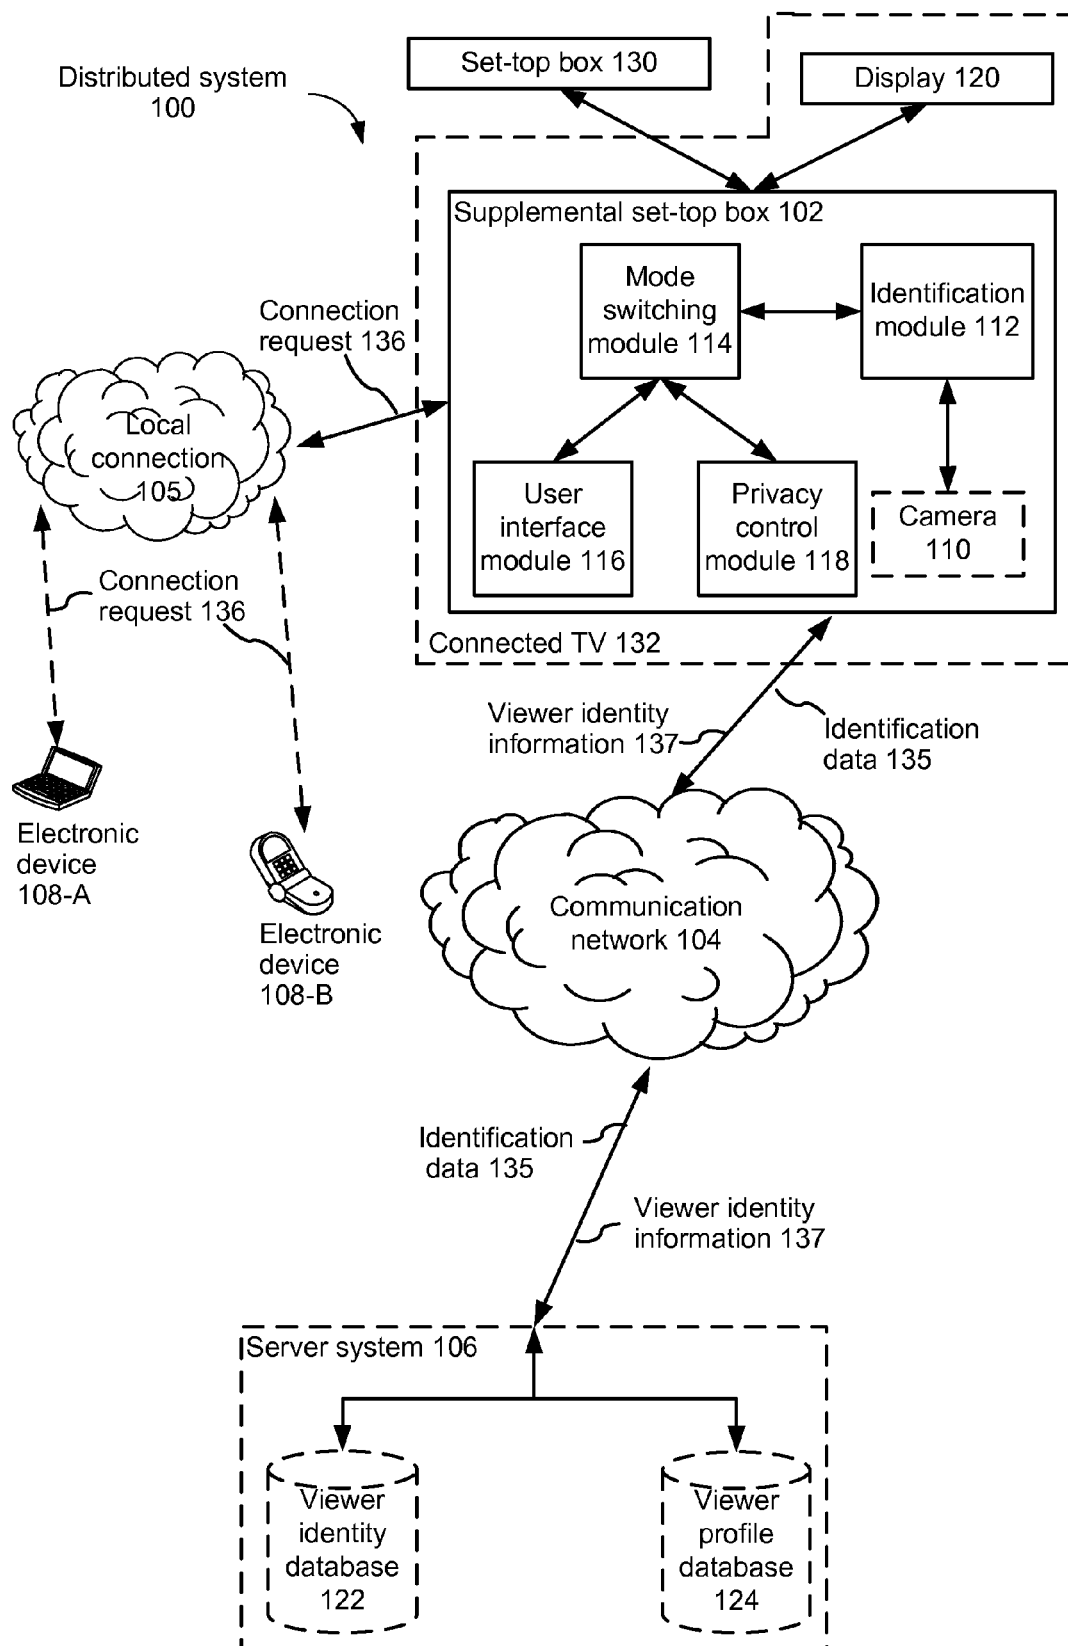 Set-top box 130
Display 120
Distributed system
100
Supplemental set-top box 102
Mode
switching
module 114
Identification
module 112
Connection
request 136
Local
connection
105
User
interface
module 116
Privacy
control
module 118
Camera
110
Connection
request 136
Connected TV 132
Viewer identity
information 137
Identification
data 135
Electronic
device
108-A
Electronic
device
108-B
Communication
network 104
Identification
data 135
Viewer identity
information 137
Server system 106
Viewer
identity
database
122
Viewer
profile
database
124